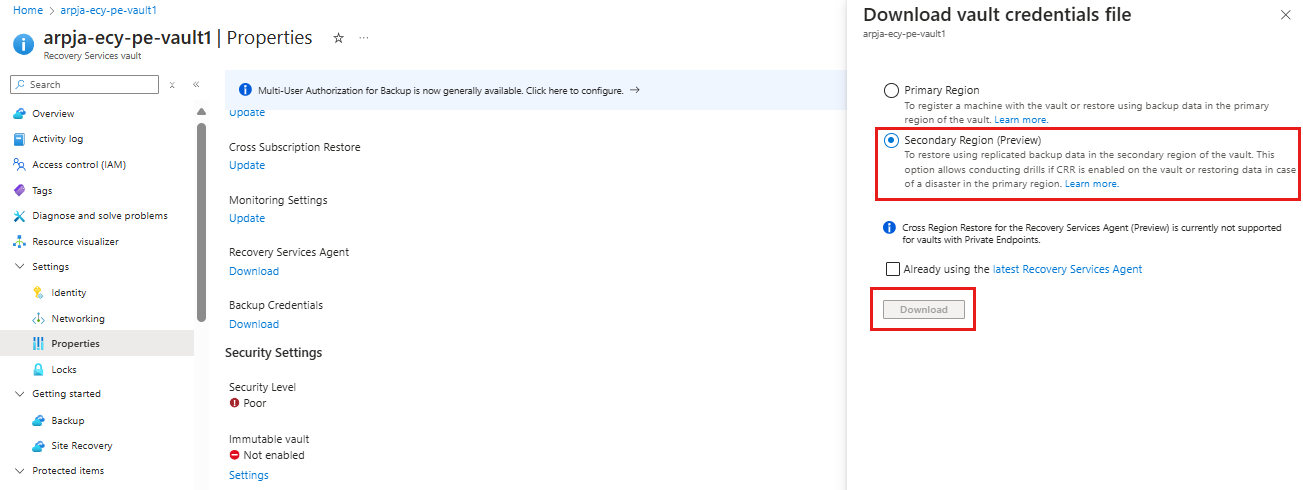 Home > arpja-ecy-pe-vault1
arpja-ecy-pe-vault1 | Properties
Recovery Services vault
Search
Overview
Activity log
Access control (IAM)
Tags
Diagnose and solve problems
Resource visualizer
Settings
Identity
Networking
Properties
Locks
Getting started
Backup
Site Recovery
Protected items
Multi-User Authorization for Backup is now generally available. Click here to configure. →
Update
Cross Subscription Restore
Update
Monitoring Settings
Update
Recovery Services Agent
Download
Backup Credentials
Download
Security Settings
Security Level
Poor
Immutable vault
Not enabled
Settings
Download vault credentials file
arpja-ecy-pe-vault1
Primary Region
To register a machine with the vault or restore using backup data in the primary
region of the vault. Learn more.
Secondary Region (Preview)
To restore using replicated backup data in the secondary region of the vault. This
option allows conducting drills if CRR is enabled on the vault or restoring data in case
of a disaster in the primary region. Learn more.
Cross Region Restore for the Recovery Services Agent (Preview) is currently not supported
for vaults with Private Endpoints.
Already using the latest Recovery Services Agent
Download